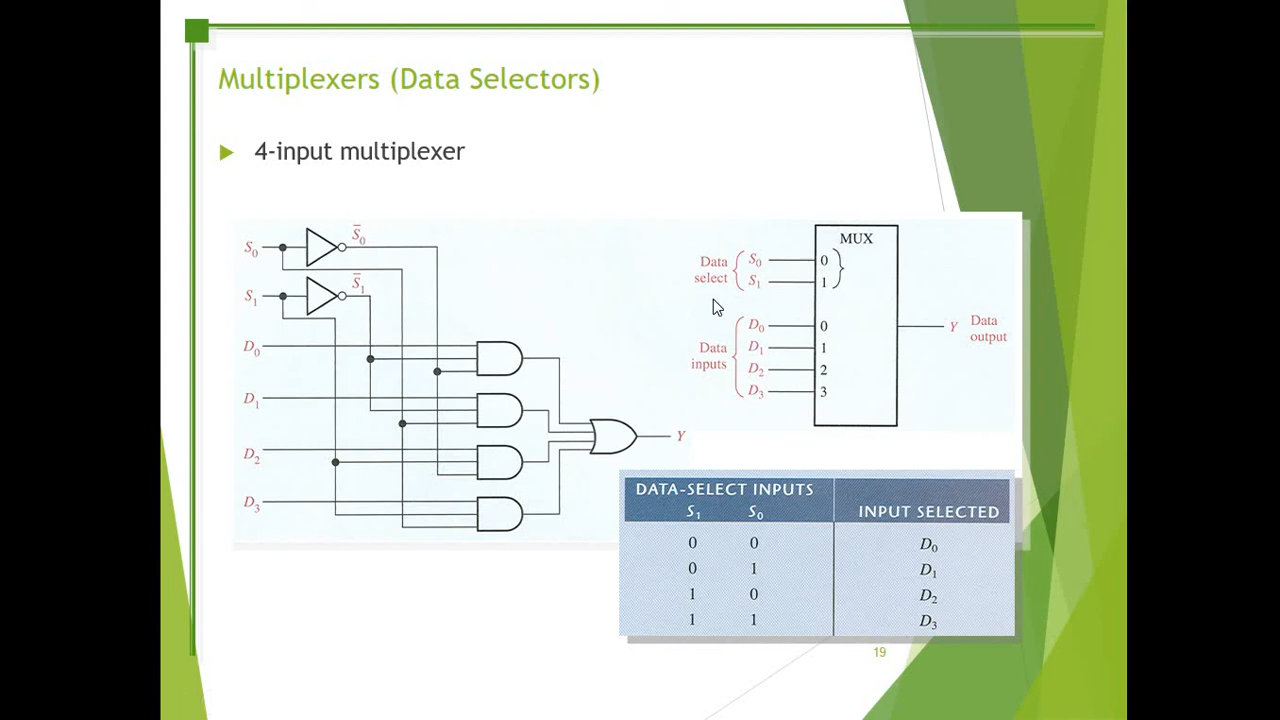 Multiplexers (Data Selectors)
4-input multiplexer
S₀
S̅₀
S₁
S̅₁
D₀
D₁
D₂
D₃
Y
MUX
Data select
S₀ 0
S₁ 1
Data inputs
D₀ 0
D₁ 1
D₂ 2
D₃ 3
Y Data output
DATA-SELECT INPUTS
S₁ S₀ INPUT SELECTED
0 0 D₀
0 1 D₁
1 0 D₂
1 1 D₃
19